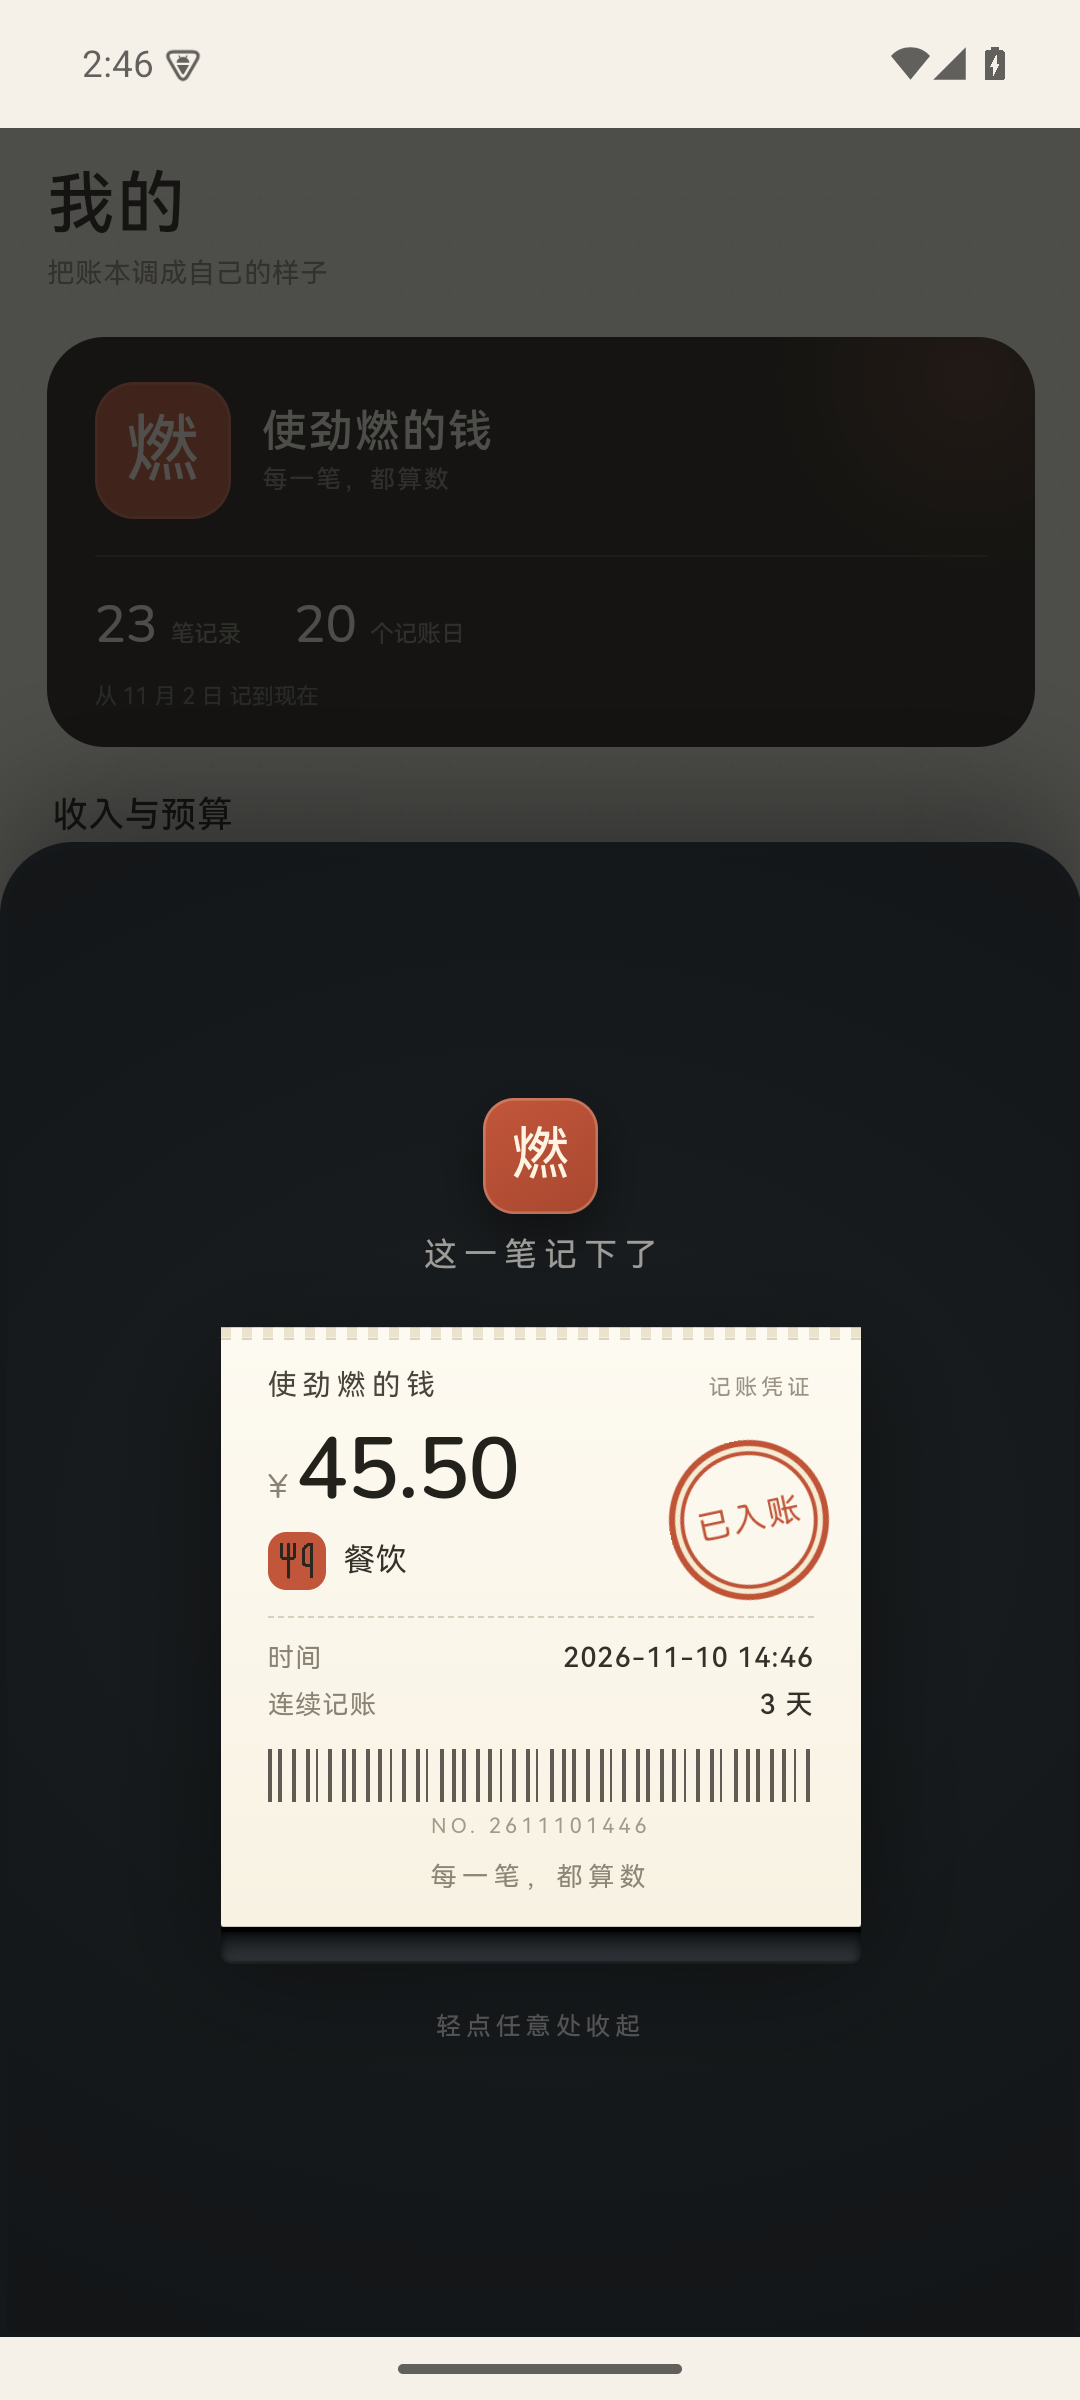 2:46
我的
把账本调成自己的样子
燃
使劲燃的钱
每一笔，都算数
23 笔记录 20 个记账日
从 11 月 2 日 记到现在
收入与预算
燃
这一笔记下了
使劲燃的钱 记账凭证
¥ 45.50
已入账
餐饮
时间 2026-11-10 14:46
连续记账 3 天
NO. 2611101446
每一笔，都算数
轻点任意处收起